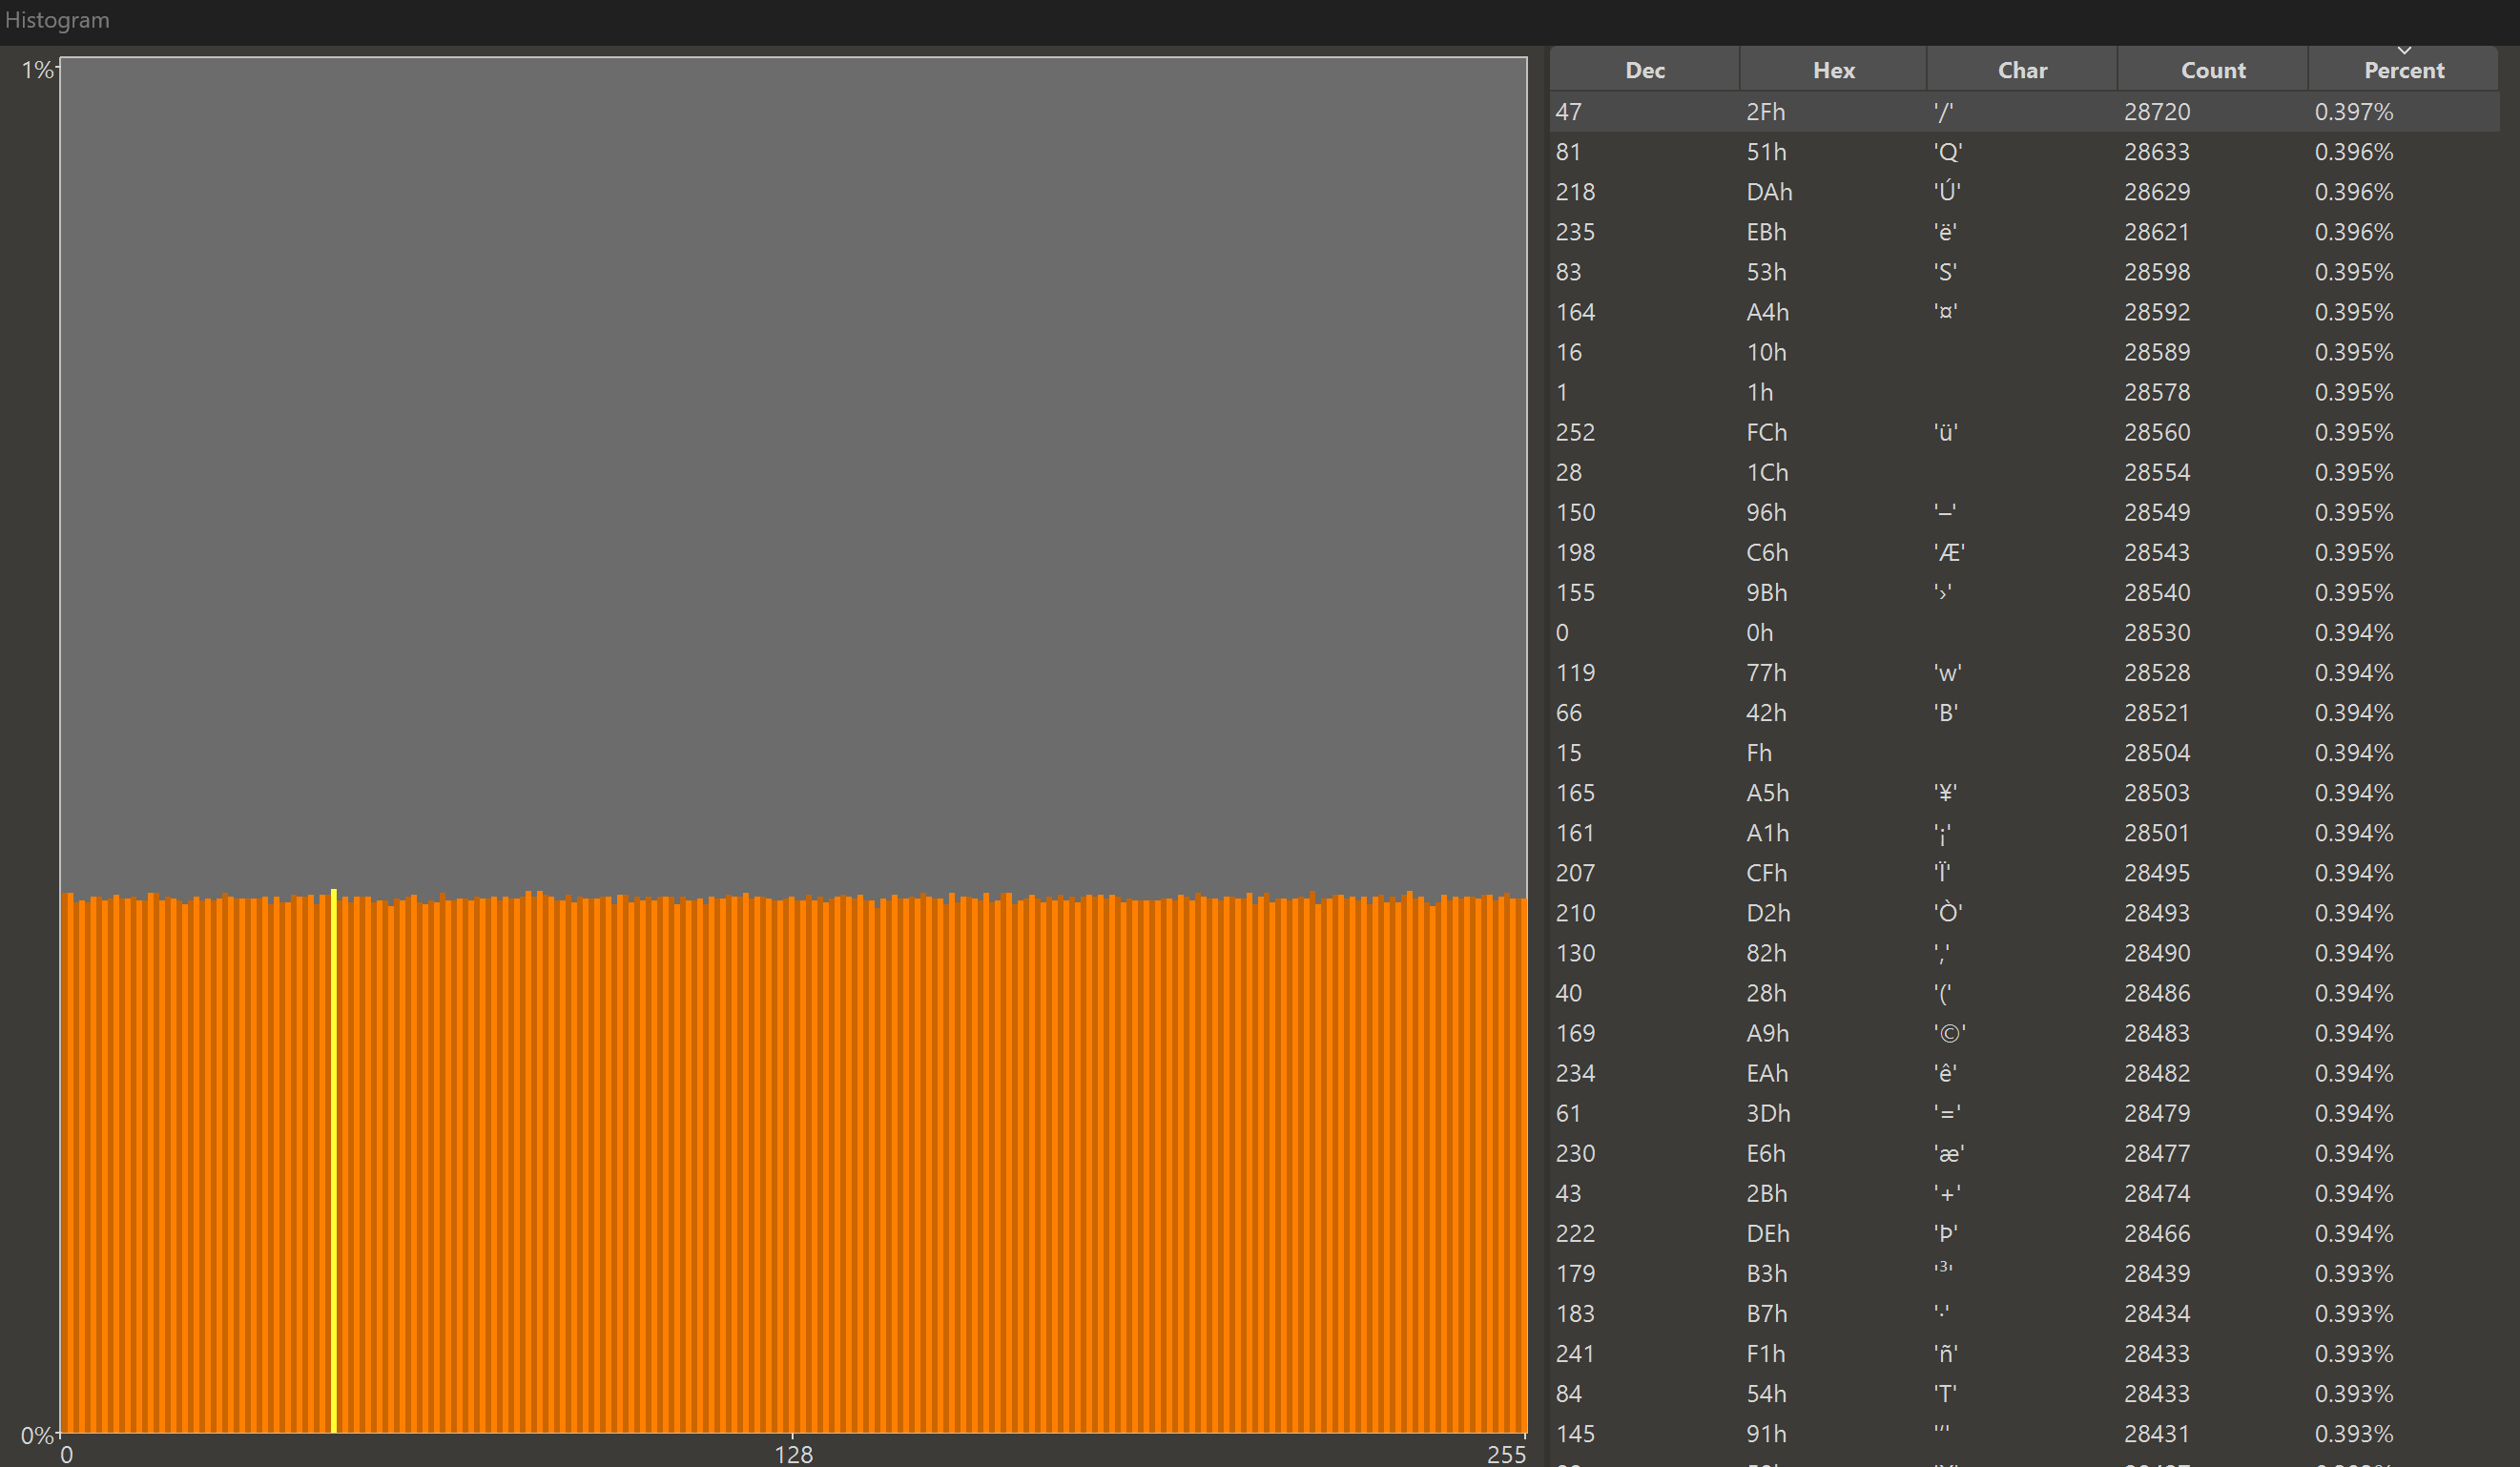 Histogram
1%
0%
0 128 255
Dec Hex Char Count Percent
47 2Fh '/' 28720 0.397%
81 51h 'Q' 28633 0.396%
218 DAh 'Ú' 28629 0.396%
235 EBh 'ë' 28621 0.396%
83 53h 'S' 28598 0.395%
164 A4h '¤' 28592 0.395%
16 10h 28589 0.395%
1 1h 28578 0.395%
252 FCh 'ü' 28560 0.395%
28 1Ch 28554 0.395%
150 96h '–' 28549 0.395%
198 C6h 'Æ' 28543 0.395%
155 9Bh '›' 28540 0.395%
0 0h 28530 0.394%
119 77h 'w' 28528 0.394%
66 42h 'B' 28521 0.394%
15 Fh 28504 0.394%
165 A5h '¥' 28503 0.394%
161 A1h '¡' 28501 0.394%
207 CFh 'Ï' 28495 0.394%
210 D2h 'Ò' 28493 0.394%
130 82h '‚' 28490 0.394%
40 28h '(' 28486 0.394%
169 A9h '©' 28483 0.394%
234 EAh 'ê' 28482 0.394%
61 3Dh '=' 28479 0.394%
230 E6h 'æ' 28477 0.394%
43 2Bh '+' 28474 0.394%
222 DEh 'Þ' 28466 0.394%
179 B3h '³' 28439 0.393%
183 B7h '·' 28434 0.393%
241 F1h 'ñ' 28433 0.393%
84 54h 'T' 28433 0.393%
145 91h '‘' 28431 0.393%